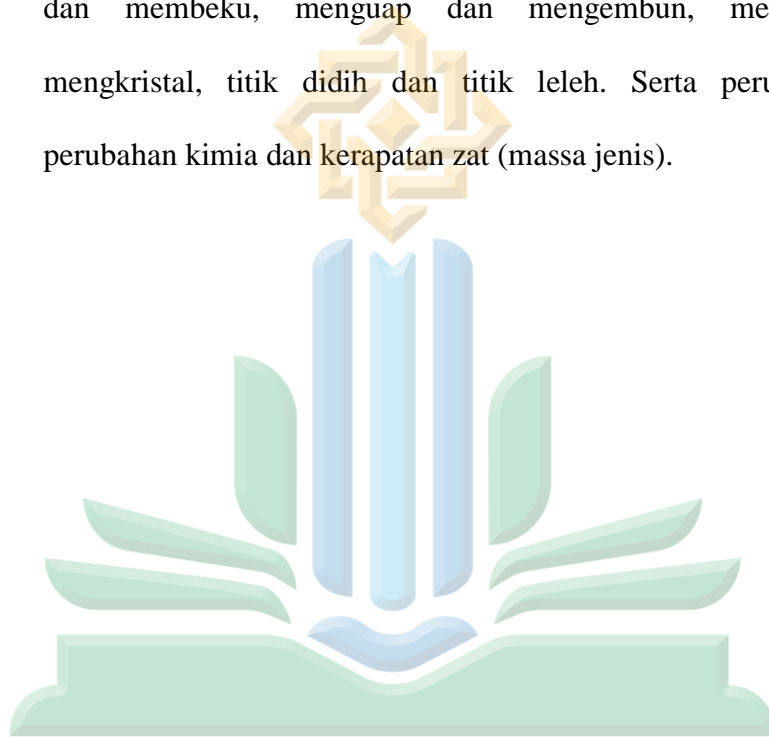 dan membeku, menguap dan mengembun,
mengkristal, titik didih dan titik leleh. Serta
perubahan kimia dan kerapatan zat (massa jenis).